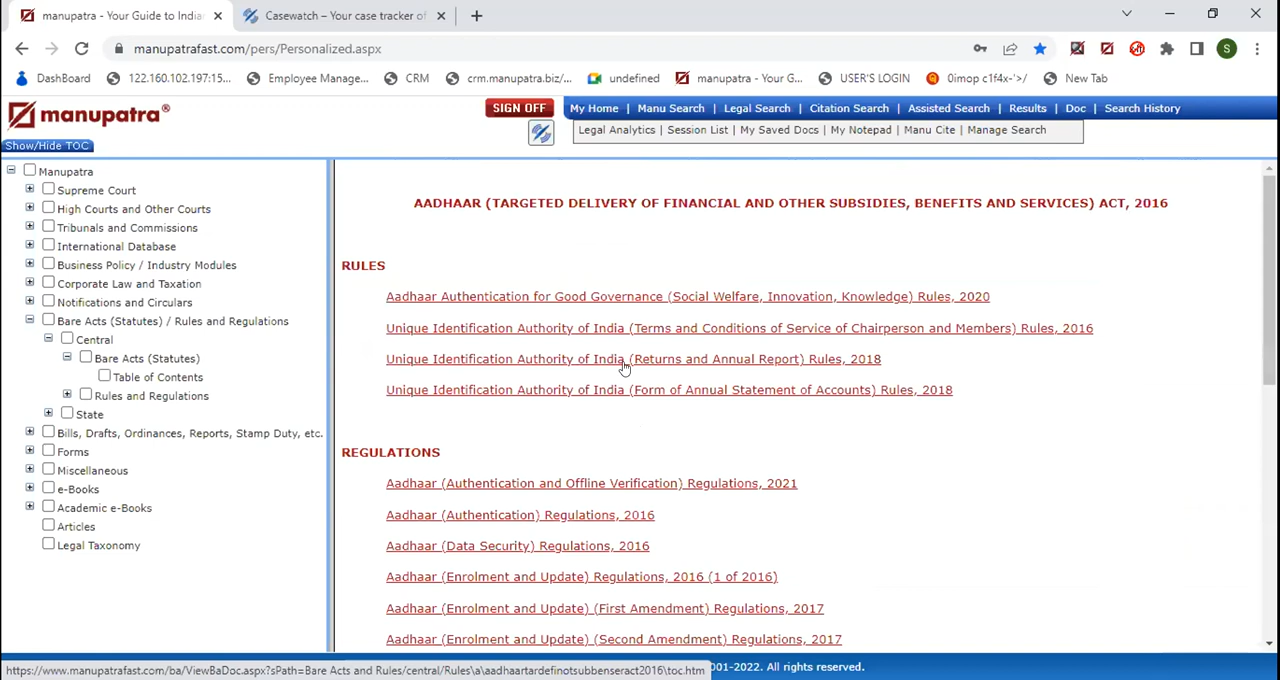 manupatra - Your Guide to Indian
Casewatch – Your case tracker of
manupatrafast.com/pers/Personalized.aspx
S
DashBoard
122.160.102.197:15...
Employee Manage...
CRM
crm.manupatra.biz/...
undefined
manupatra - Your G...
USER'S LOGIN
0imop c1f4x-'>/
New Tab
manupatra®
SIGN OFF
My Home | Manu Search | Legal Search | Citation Search | Assisted Search | Results | Doc | Search History
Legal Analytics | Session List | My Saved Docs | My Notepad | Manu Cite | Manage Search
Show/Hide TOC
Manupatra
Supreme Court
High Courts and Other Courts
Tribunals and Commissions
International Database
Business Policy / Industry Modules
Corporate Law and Taxation
Notifications and Circulars
Bare Acts (Statutes) / Rules and Regulations
Central
Bare Acts (Statutes)
Table of Contents
Rules and Regulations
State
Bills, Drafts, Ordinances, Reports, Stamp Duty, etc.
Forms
Miscellaneous
e-Books
Academic e-Books
Articles
Legal Taxonomy
AADHAAR (TARGETED DELIVERY OF FINANCIAL AND OTHER SUBSIDIES, BENEFITS AND SERVICES) ACT, 2016
RULES
Aadhaar Authentication for Good Governance (Social Welfare, Innovation, Knowledge) Rules, 2020
Unique Identification Authority of India (Terms and Conditions of Service of Chairperson and Members) Rules, 2016
Unique Identification Authority of India (Returns and Annual Report) Rules, 2018
Unique Identification Authority of India (Form of Annual Statement of Accounts) Rules, 2018
REGULATIONS
Aadhaar (Authentication and Offline Verification) Regulations, 2021
Aadhaar (Authentication) Regulations, 2016
Aadhaar (Data Security) Regulations, 2016
Aadhaar (Enrolment and Update) Regulations, 2016 (1 of 2016)
Aadhaar (Enrolment and Update) (First Amendment) Regulations, 2017
Aadhaar (Enrolment and Update) (Second Amendment) Regulations, 2017
https://www.manupatrafast.com/ba/ViewBaDoc.aspx?sPath=Bare Acts and Rules/central/Rules\a\aadhaartardefinotsubbenseract2016\toc.htm
001-2022. All rights reserved.